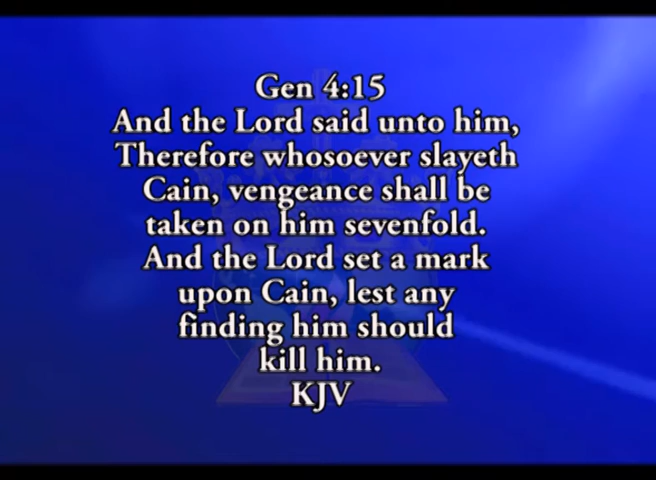 Gen 4:15
And the Lord said unto him,
Therefore whosoever slayeth
Cain, vengeance shall be
taken on him sevenfold.
And the Lord set a mark
upon Cain, lest any
finding him should
kill him.
KJV